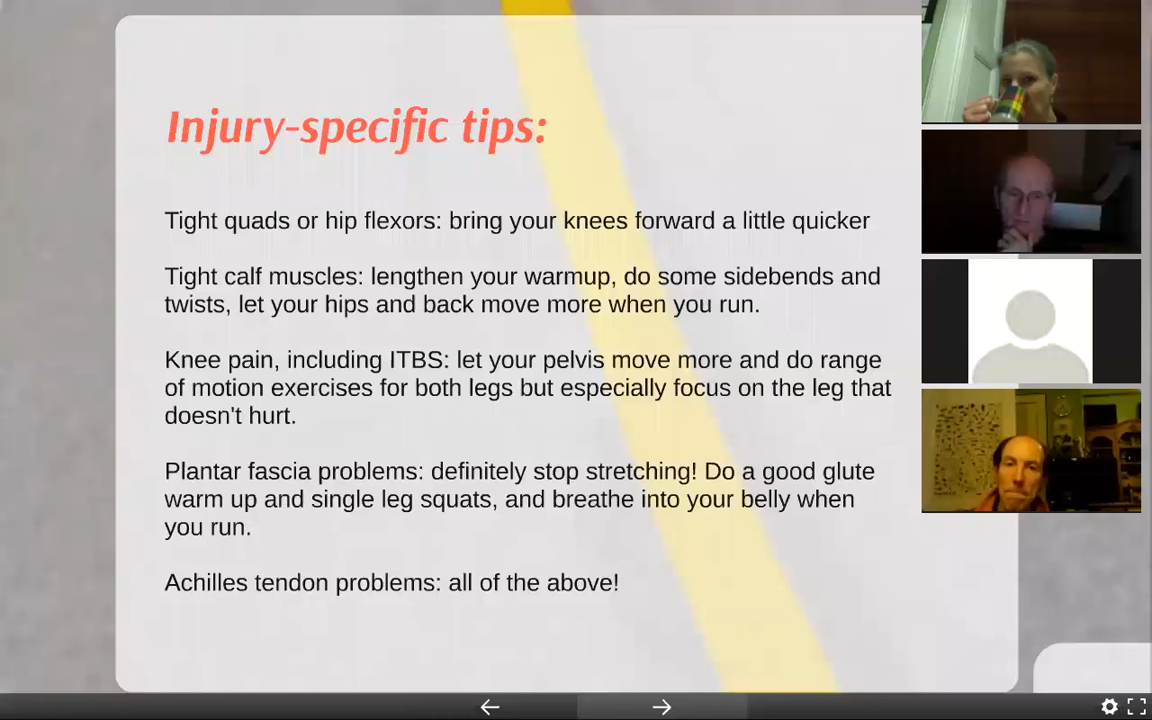 Injury-specific tips:
Tight quads or hip flexors: bring your knees forward a little quicker
Tight calf muscles: lengthen your warmup, do some sidebends and
twists, let your hips and back move more when you run.
Knee pain, including ITBS: let your pelvis move more and do range
of motion exercises for both legs but especially focus on the leg that
doesn't hurt.
Plantar fascia problems: definitely stop stretching! Do a good glute
warm up and single leg squats, and breathe into your belly when
you run.
Achilles tendon problems: all of the above!